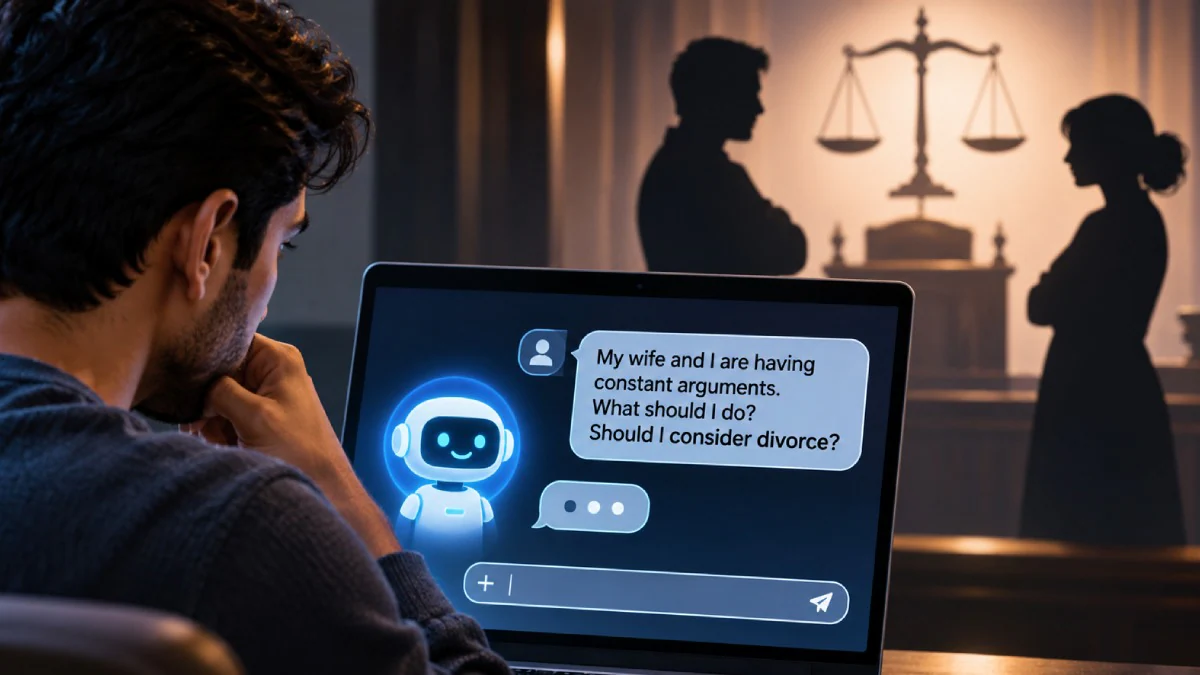 My wife and I are having
constant arguments.
What should I do?
Should I consider divorce?